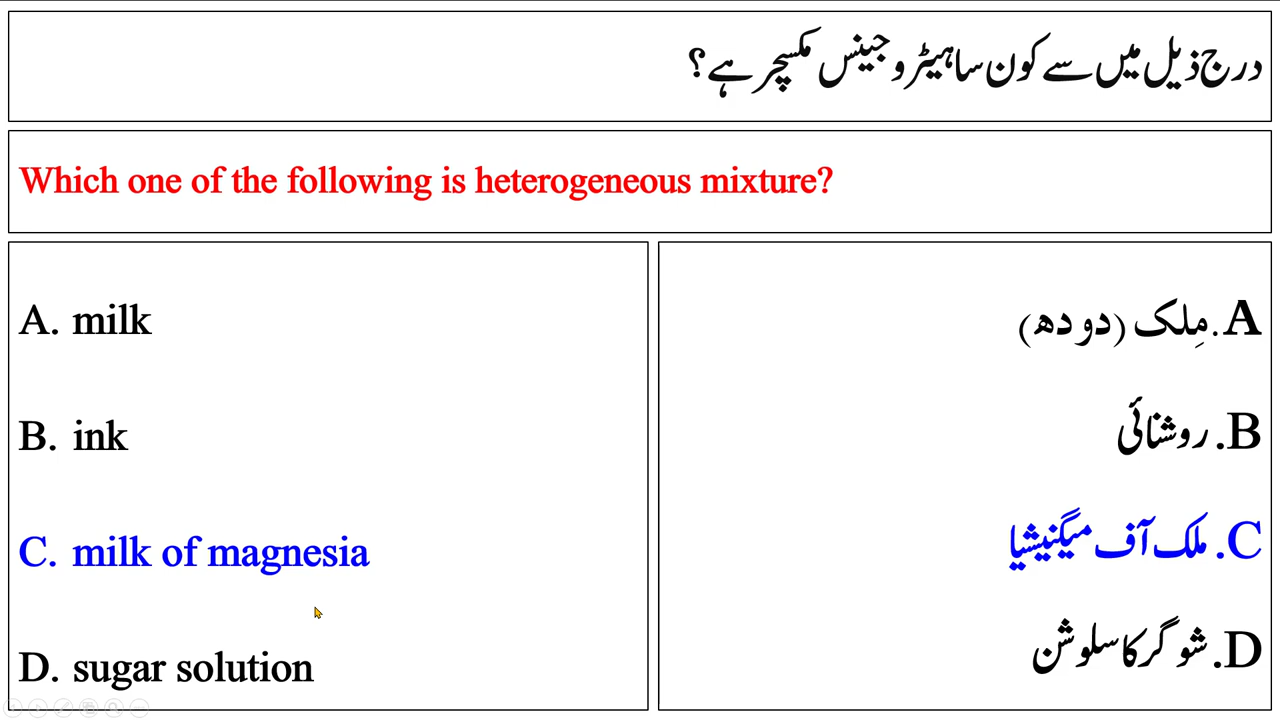 درج ذیل میں سے کون سا ہیٹروجینس مکسچر ہے؟
Which one of the following is heterogeneous mixture?
A. milk
B. ink
C. milk of magnesia
D. sugar solution
A. مِلک (دودھ)
B. روشنائی
C. ملک آف میگنیشیا
D. شوگر کا سلوشن